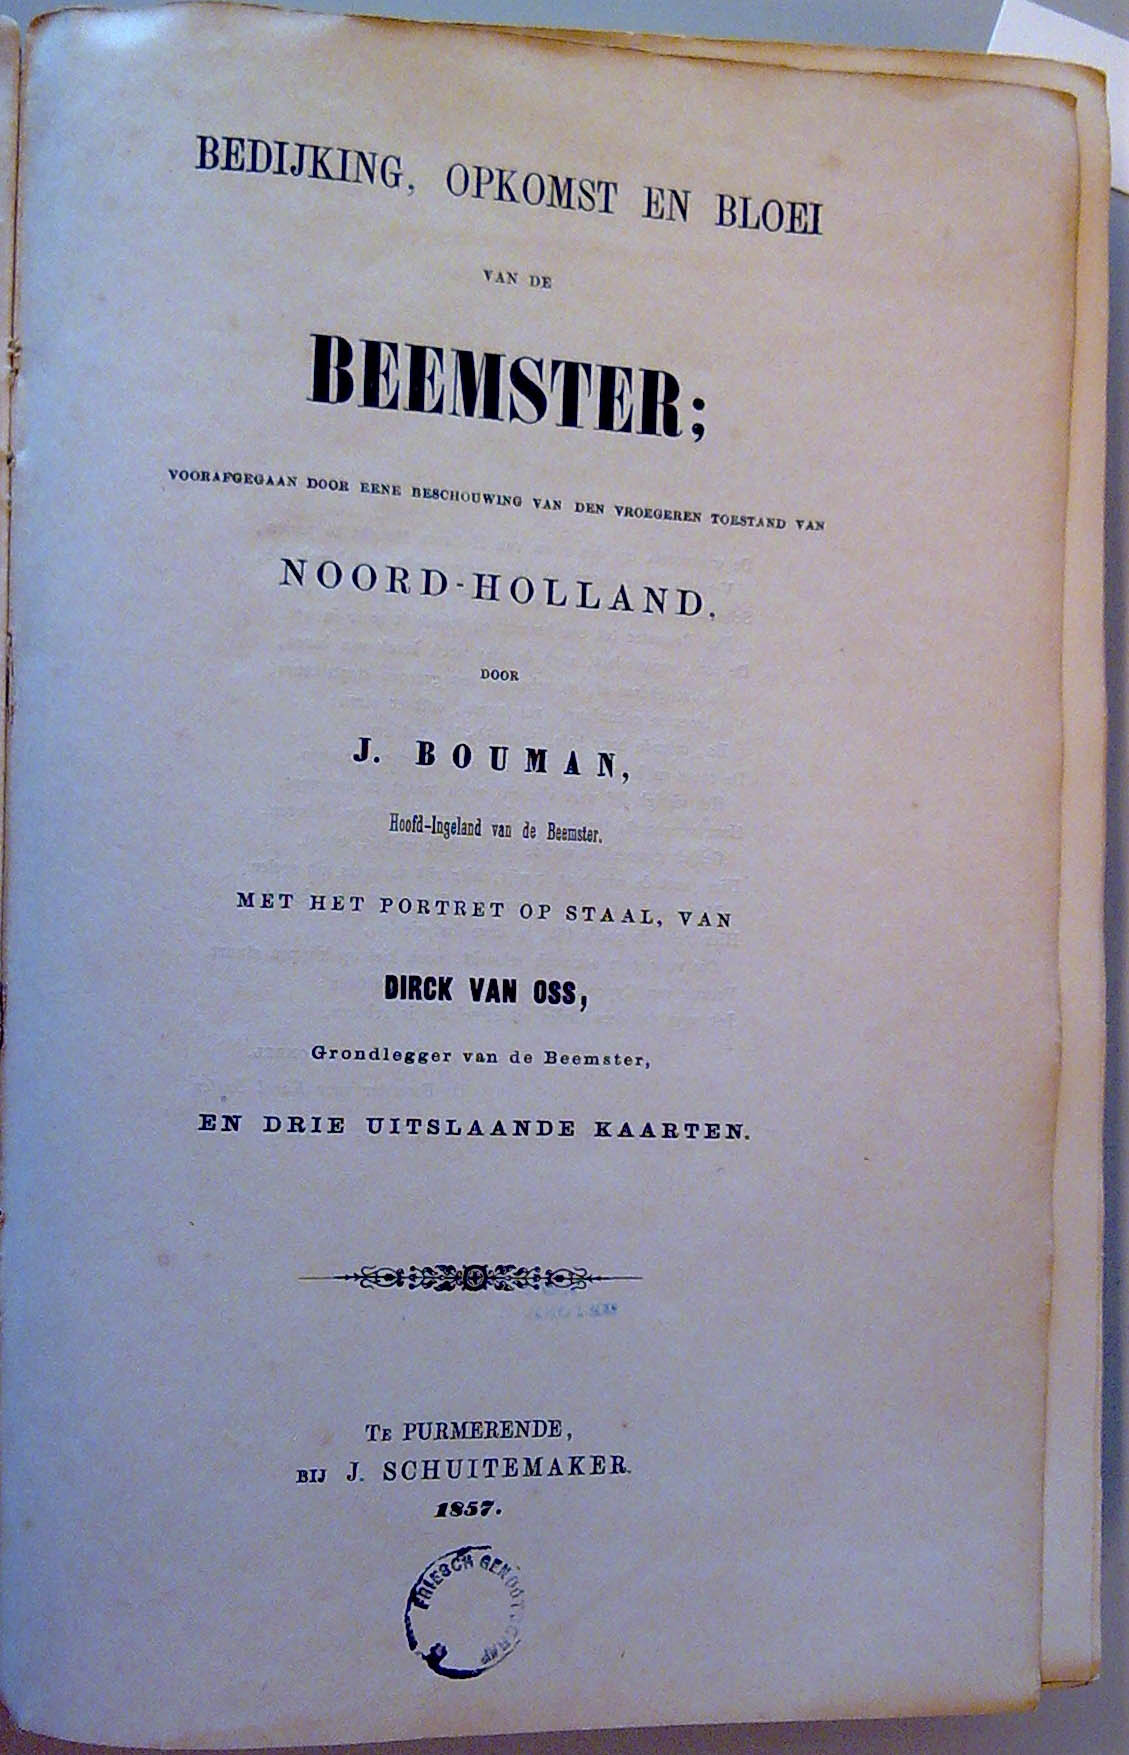 BEDIJKING, OPKOMST EN BLOEI
VAN DE
BEEMSTER;
VOORAFGEGAAN DOOR EENE BESCHOUWING VAN DEN VROEGEREN TOESTAND VAN
NOORD-HOLLAND.
DOOR
J. BOUMAN,
Hoofd-Ingeland van de Beemster.
MET HET PORTRET OP STAAL, VAN
DIRCK VAN OSS,
Grondlegger van de Beemster,
EN DRIE UITSLAANDE KAARTEN.
TE PURMERENDE,
BIJ J. SCHUITEMAKER.
1857.
FRIESCH GENOOTSCHAP